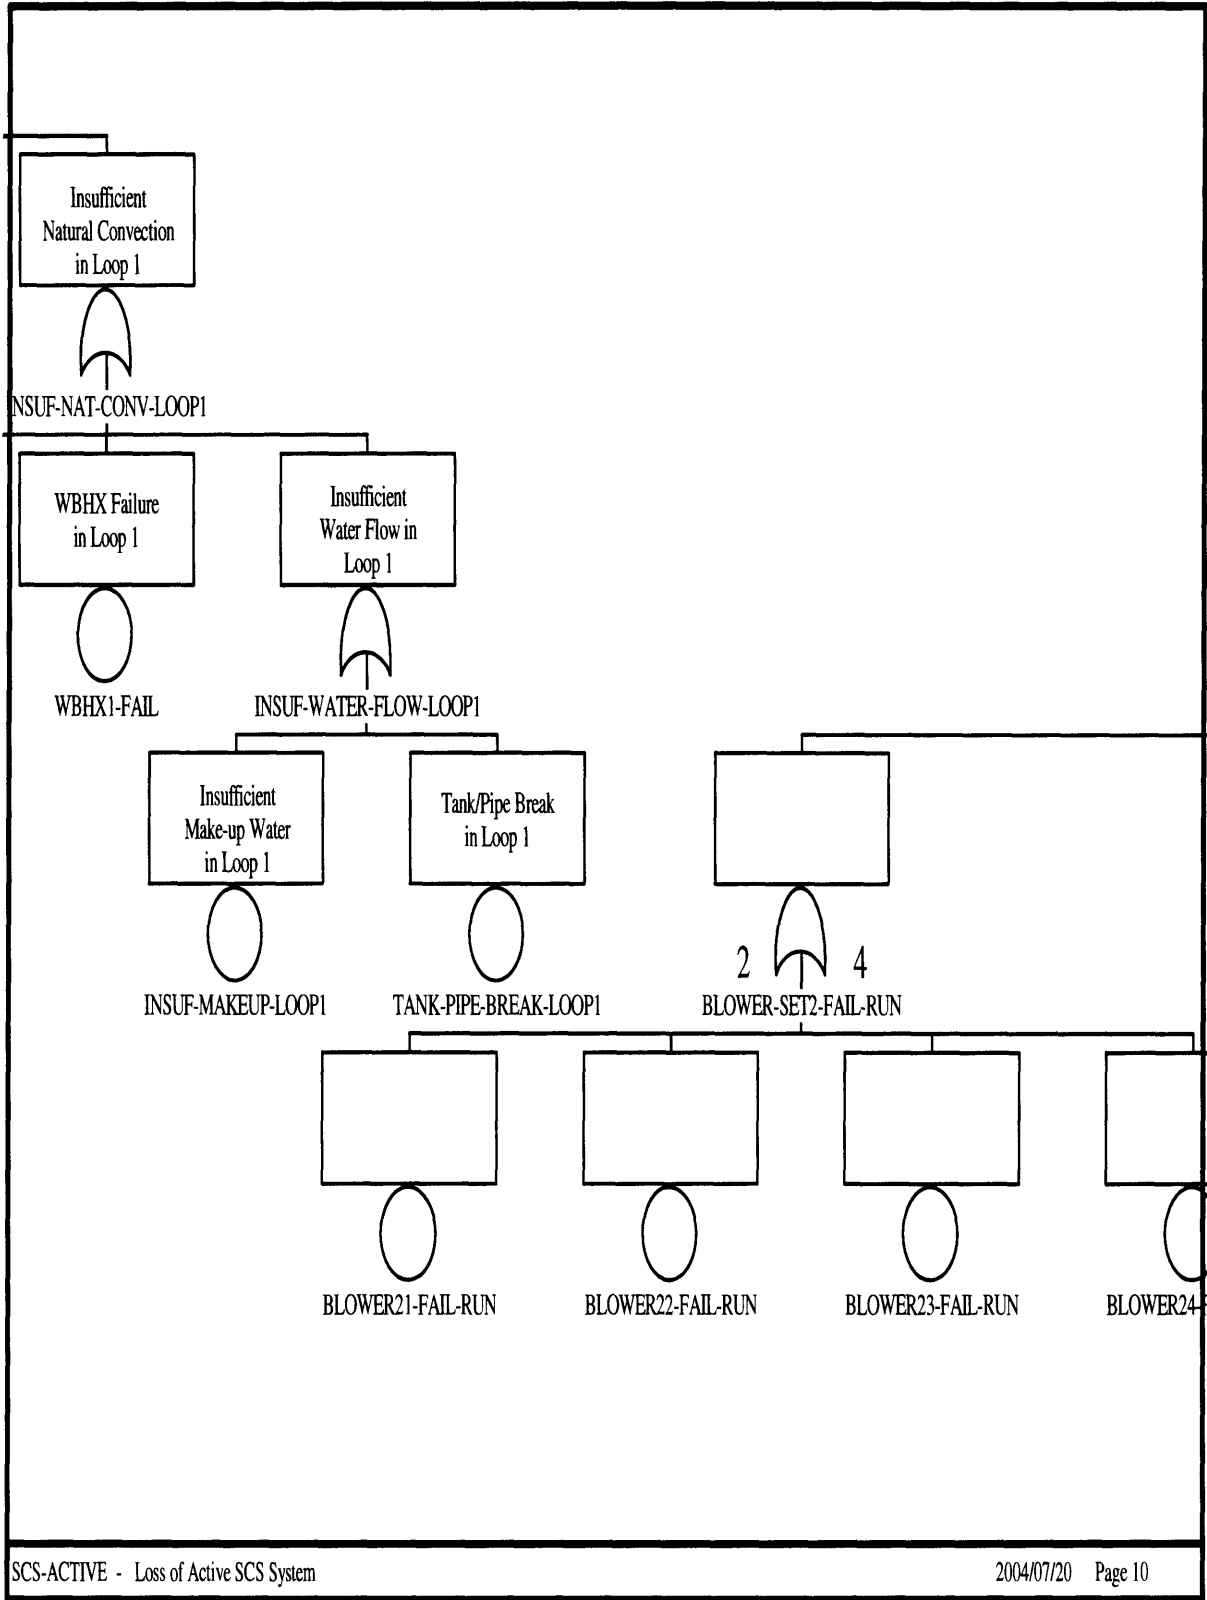 Insufficient
Natural Convection
in Loop 1
NSUF-NAT-CONV-LOOP1
WBHX Failure
in Loop 1
Insufficient
Water Flow in
Loop 1
WBHX1-FAIL
INSUF-WATER-FLOW-LOOP1
Insufficient
Make-up Water
in Loop 1
Tank/Pipe Break
in Loop 1
2
4
INSUF-MAKEUP-LOOP1
TANK-PIPE-BREAK-LOOP1
BLOWER-SET2-FAIL-RUN
BLOWER21-FAIL-RUN
BLOWER22-FAIL-RUN
BLOWER23-FAIL-RUN
BLOWER24-F
SCS-ACTIVE - Loss of Active SCS System
2004/07/20 Page 10